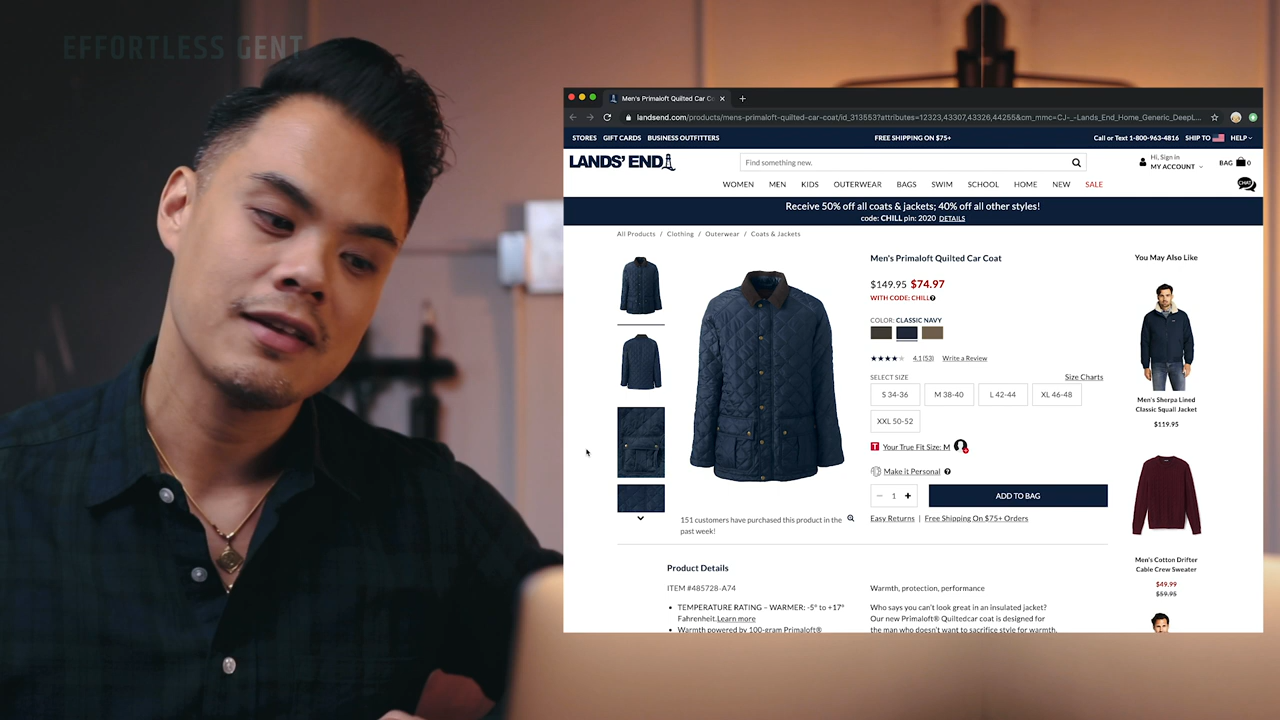 EFFORTLESS GENT
Men's Primaloft Quilted Car C
landsend.com/products/mens-primaloft-quilted-car-coat/id_313553?attributes=12323,43307,43326,44255&cm_mmc=CJ-_-Lands_End_Home_Generic_DeepL...
STORES GIFT CARDS BUSINESS OUTFITTERS FREE SHIPPING ON $75+ Call or Text 1-800-963-4816 SHIP TO HELP
LANDS' END Find something new. Hi, Sign in
MY ACCOUNT BAG 0
WOMEN MEN KIDS OUTERWEAR BAGS SWIM SCHOOL HOME NEW SALE
CHAT
Receive 50% off all coats & jackets; 40% off all other styles!
code: CHILL pin: 2020 DETAILS
All Products / Clothing / Outerwear / Coats & Jackets
Men's Primaloft Quilted Car Coat
$149.95 $74.97
WITH CODE: CHILL
COLOR: CLASSIC NAVY
4.1 (53) Write a Review
SELECT SIZE Size Charts
S 34-36 M 38-40 L 42-44 XL 46-48
XXL 50-52
Your True Fit Size: M
Make it Personal
1 ADD TO BAG
Easy Returns | Free Shipping On $75+ Orders
151 customers have purchased this product in the
past week!
You May Also Like
Men's Sherpa Lined
Classic Squall Jacket
$119.95
Men's Cotton Drifter
Cable Crew Sweater
$49.99
$59.95
Product Details
ITEM #485728-A74
• TEMPERATURE RATING – WARMER: -5° to +17°
Fahrenheit. Learn more
• Warmth powered by 100-gram Primaloft®
Warmth, protection, performance
Who says you can't look great in an insulated jacket?
Our new Primaloft® Quiltedcar coat is designed for
the man who doesn't want to sacrifice style for warmth.